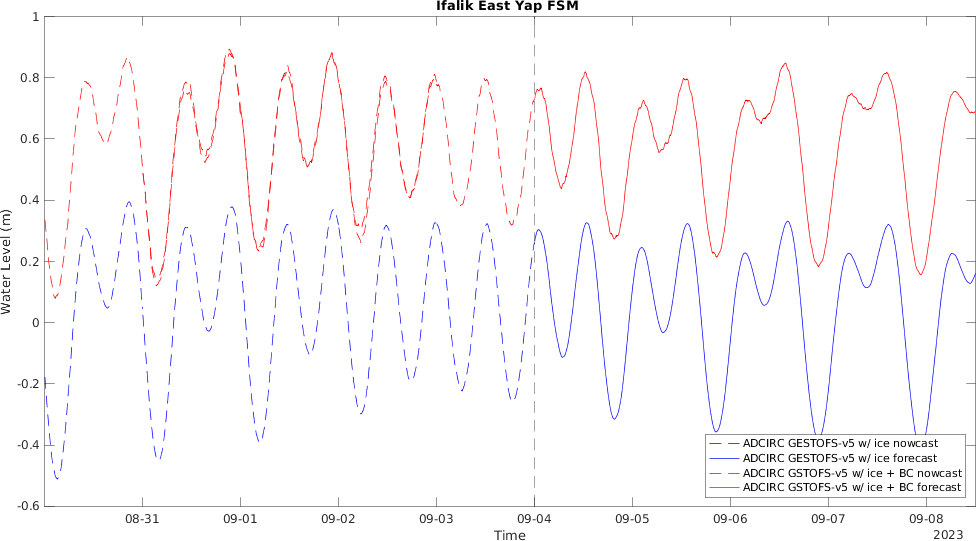 Ifalik East Yap FSM
Water Level (m)
1
0.8
0.6
0.4
0.2
0
-0.2
-0.4
-0.6
ADCIRC GESTOFS-v5 w/ ice nowcast
ADCIRC GESTOFS-v5 w/ ice forecast
ADCIRC GSTOFS-v5 w/ ice + BC nowcast
ADCIRC GSTOFS-v5 w/ ice + BC forecast
08-31 09-01 09-02 09-03 09-04 09-05 09-06 09-07 09-08
Time
2023